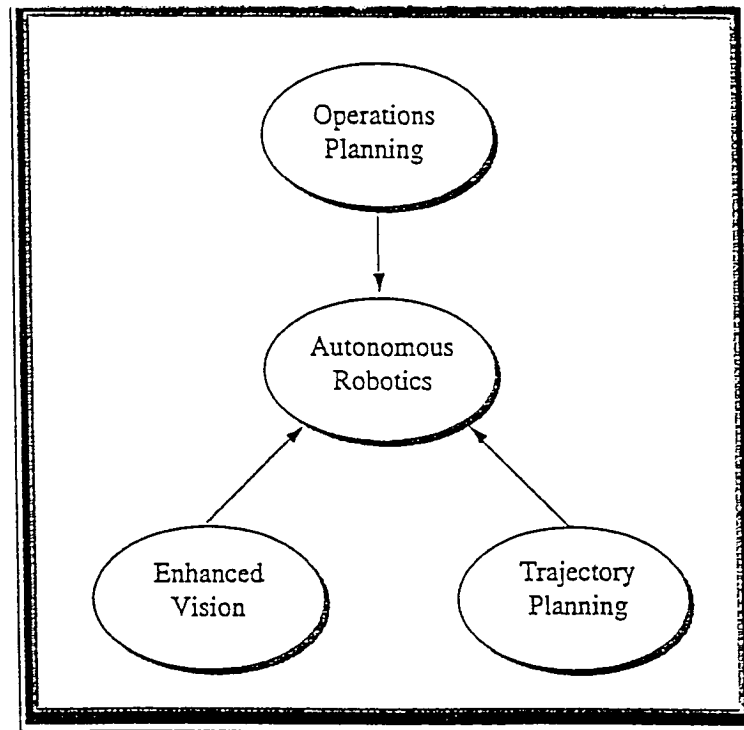 Operations
Planning
Autonomous
Robotics
Enhanced
Vision
Trajectory
Planning